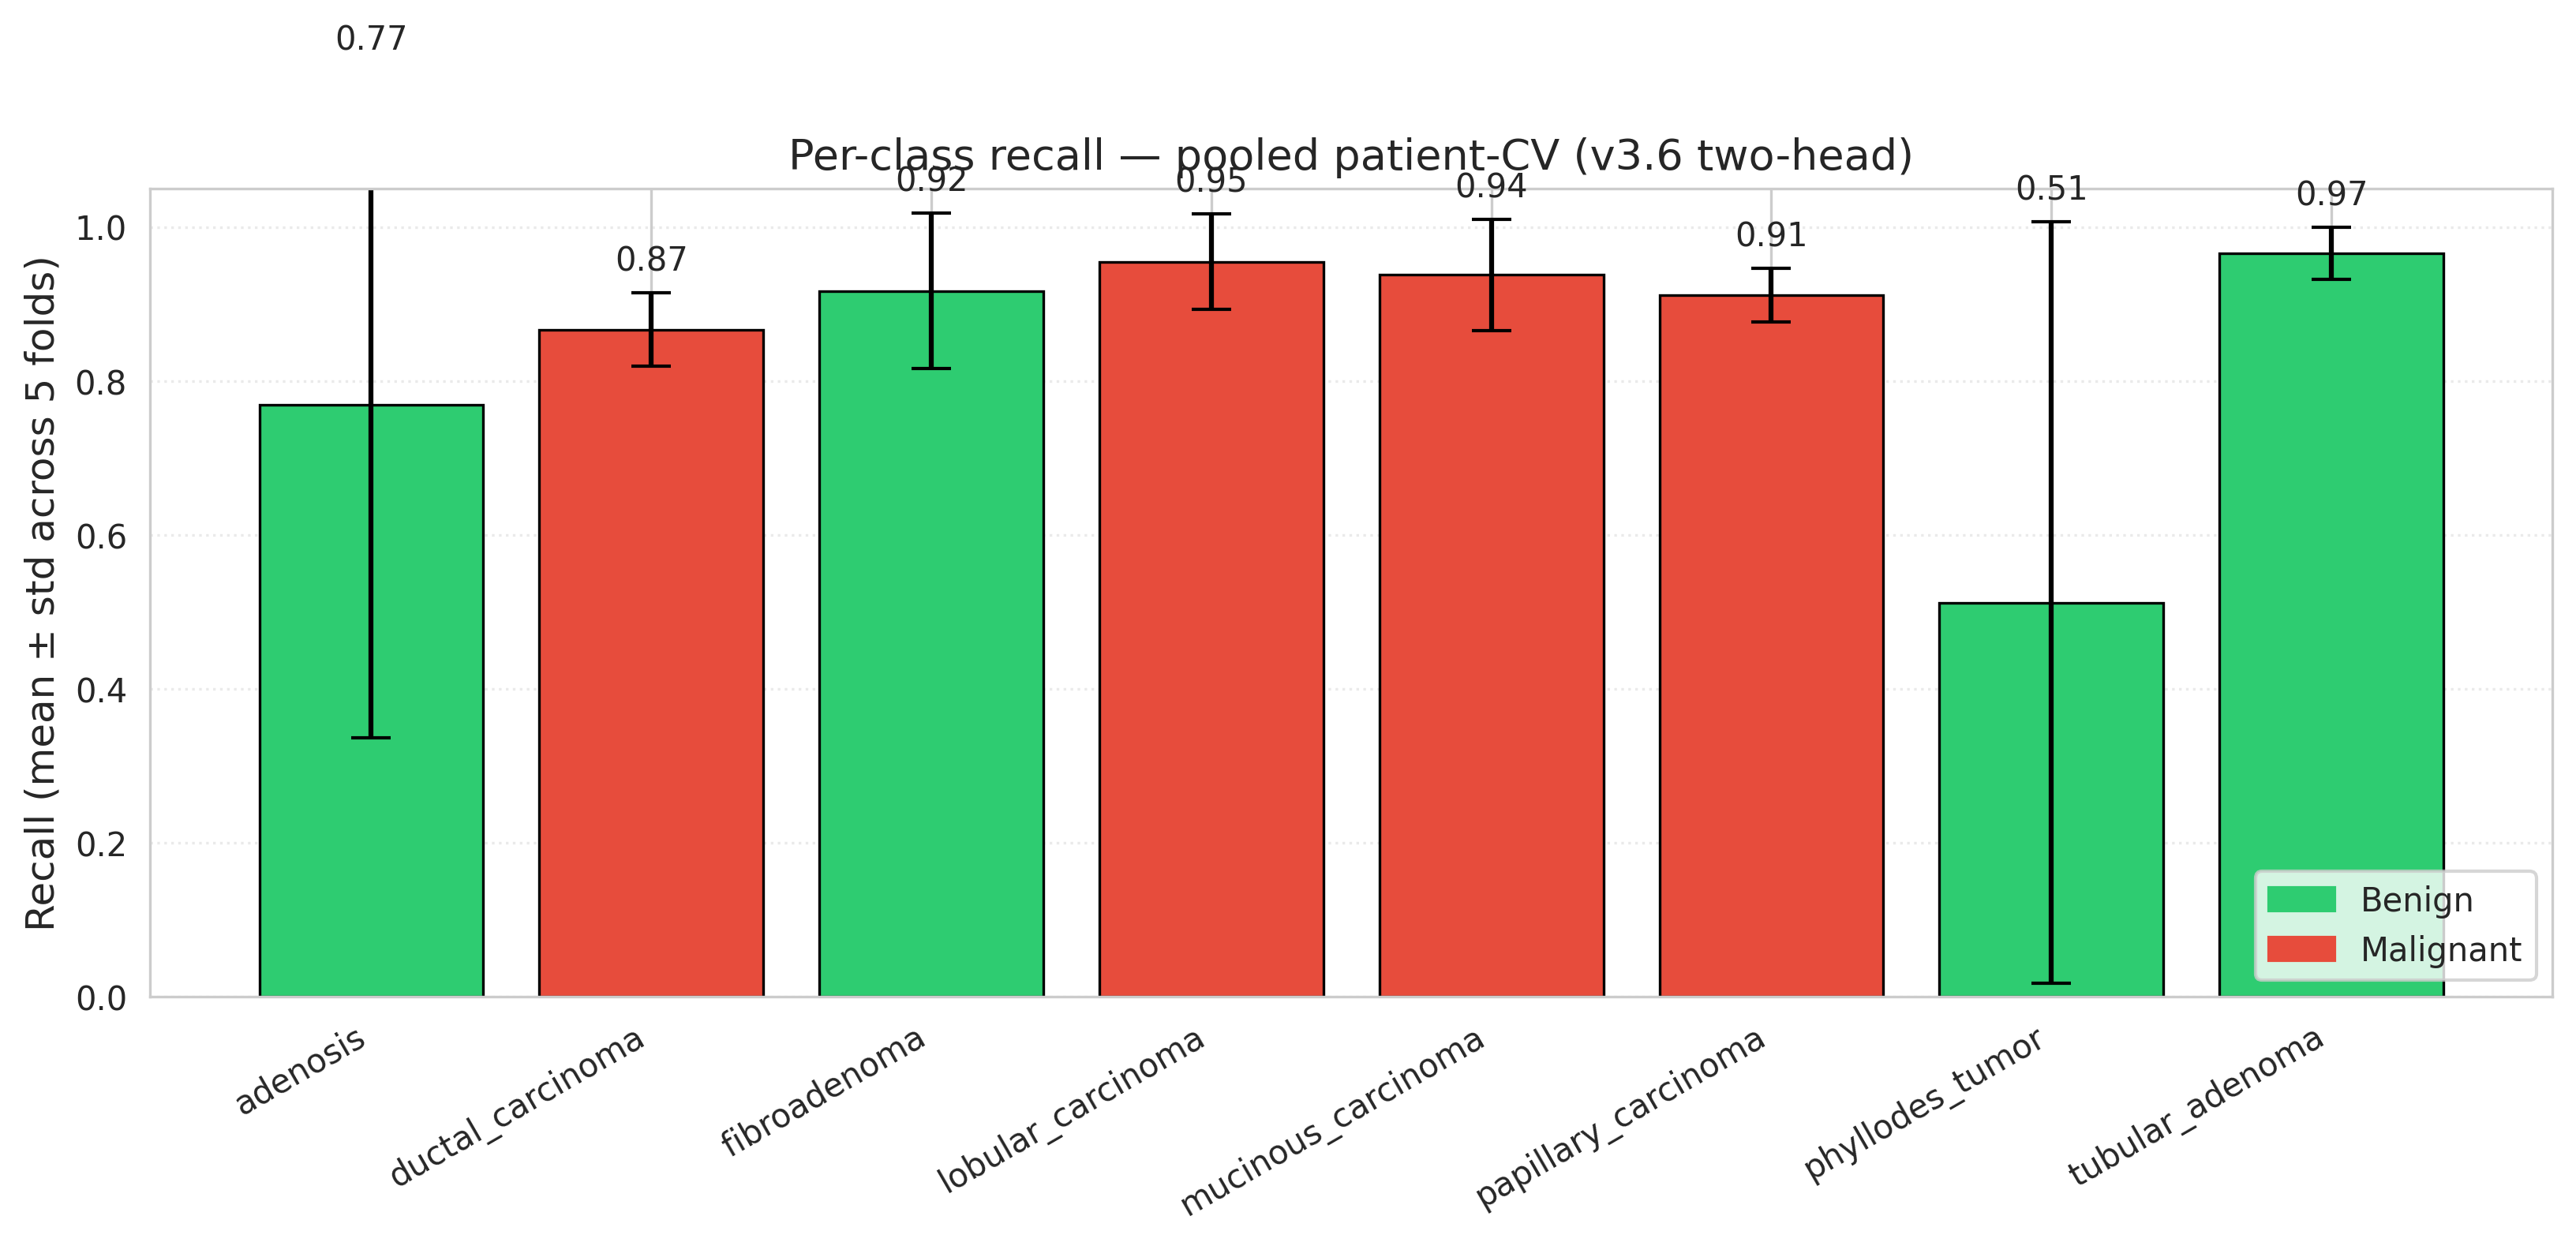 0.77
Per-class recall — pooled patient-CV (v3.6 two-head)
0.92
0.95
0.94
0.51
0.97
0.87
0.91
Recall (mean ± std across 5 folds)
1.0
0.8
0.6
0.4
0.2
0.0
Benign
Malignant
adenosis
ductal_carcinoma
fibroadenoma
lobular_carcinoma
mucinous_carcinoma
papillary_carcinoma
phyllodes_tumor
tubular_adenoma